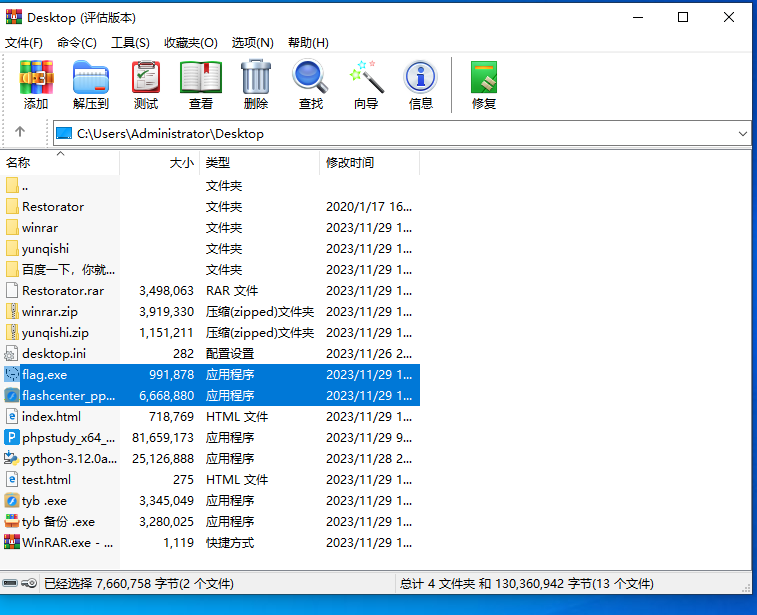 Desktop (评估版本)
文件(F) 命令(C) 工具(S) 收藏夹(O) 选项(N) 帮助(H)
添加 解压到 测试 查看 删除 查找 向导 信息 修复
C:\Users\Administrator\Desktop
名称 大小 类型 修改时间
.. 文件夹
Restorator 文件夹 2020/1/17 16...
winrar 文件夹 2023/11/29 1...
yunqishi 文件夹 2023/11/29 1...
百度一下，你就... 文件夹 2023/11/29 1...
Restorator.rar 3,498,063 RAR 文件 2023/11/29 1...
winrar.zip 3,919,330 压缩(zipped)文件夹 2023/11/29 1...
yunqishi.zip 1,151,211 压缩(zipped)文件夹 2023/11/29 1...
desktop.ini 282 配置设置 2023/11/26 2...
flag.exe 991,878 应用程序 2023/11/29 1...
flashcenter_pp... 6,668,880 应用程序 2023/11/29 1...
index.html 718,769 HTML 文件 2023/11/29 1...
phpstudy_x64_... 81,659,173 应用程序 2023/11/29 9...
python-3.12.0a... 25,126,888 应用程序 2023/11/28 2...
test.html 275 HTML 文件 2023/11/29 1...
tyb .exe 3,345,049 应用程序 2023/11/29 1...
tyb 备份 .exe 3,280,025 应用程序 2023/11/29 1...
WinRAR.exe - ... 1,119 快捷方式 2023/11/29 1...
已经选择 7,660,758 字节(2 个文件) 总计 4 文件夹 和 130,360,942 字节(13 个文件)